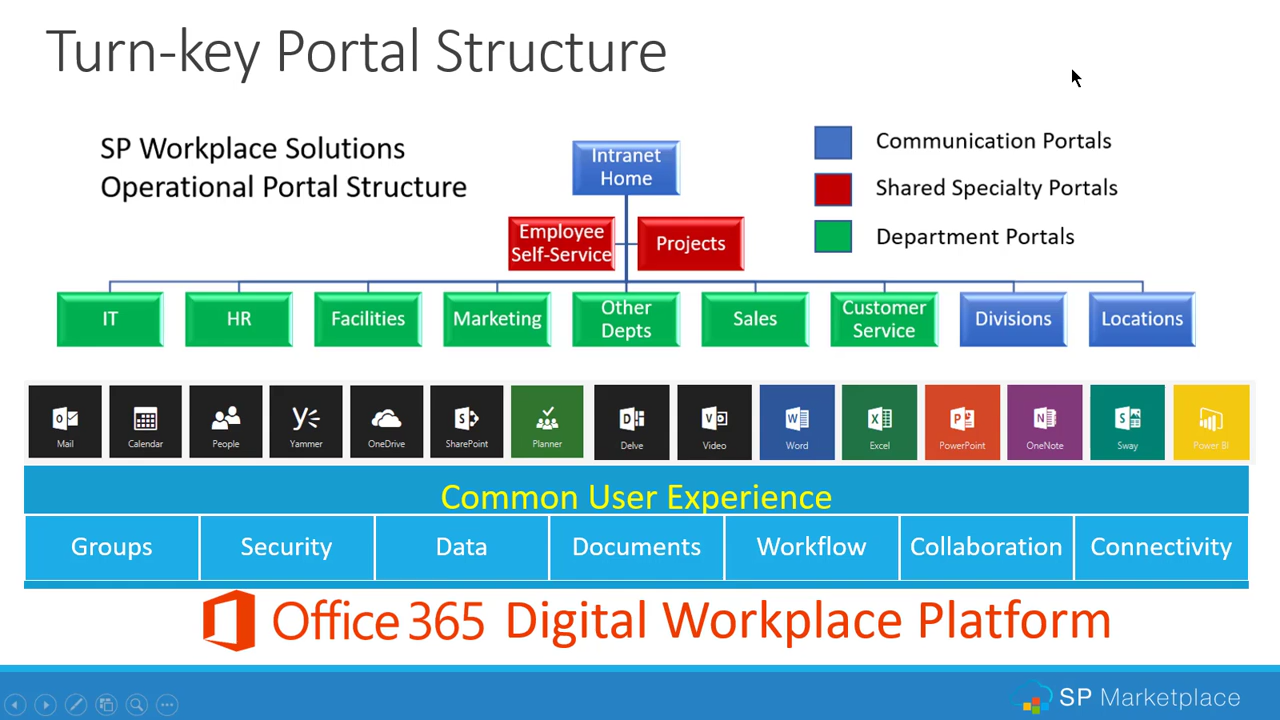 Turn-key Portal Structure
SP Workplace Solutions
Operational Portal Structure
Intranet
Home
Communication Portals
Shared Specialty Portals
Department Portals
Employee
Self-Service
Projects
IT
HR
Facilities
Marketing
Other
Depts
Sales
Customer
Service
Divisions
Locations
Mail
Calendar
People
Yammer
OneDrive
SharePoint
Planner
Delve
Video
Word
Excel
PowerPoint
OneNote
Sway
Power BI
Common User Experience
Groups
Security
Data
Documents
Workflow
Collaboration
Connectivity
Office 365 Digital Workplace Platform
SP Marketplace